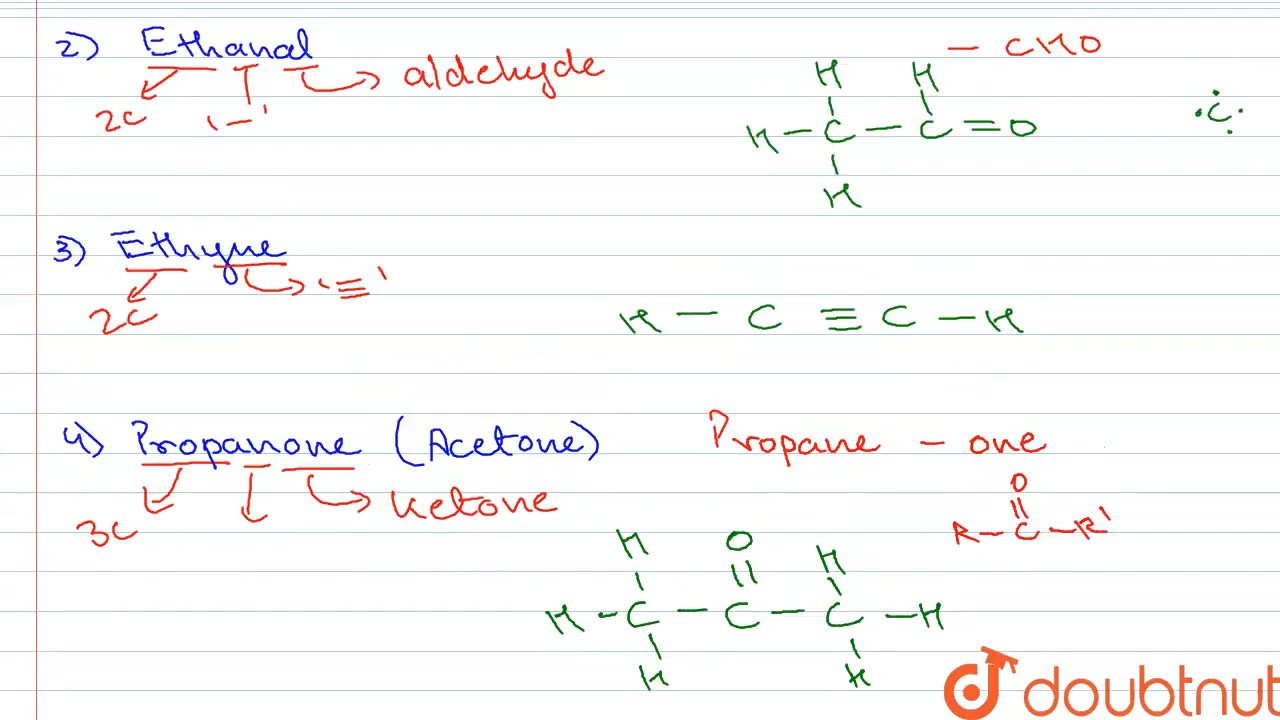 2) Ethanal
aldehyde
2C
'—'
— CHO
H H
H — C — C = O
H
·C·
3) Ethyne
2C
'≡'
H — C ≡ C — H
4) Propanone (Acetone)
3C
Ketone
Propane - one
O
||
R — C — R'
H O H
||
H — C — C — C — H
H H
doubtnut